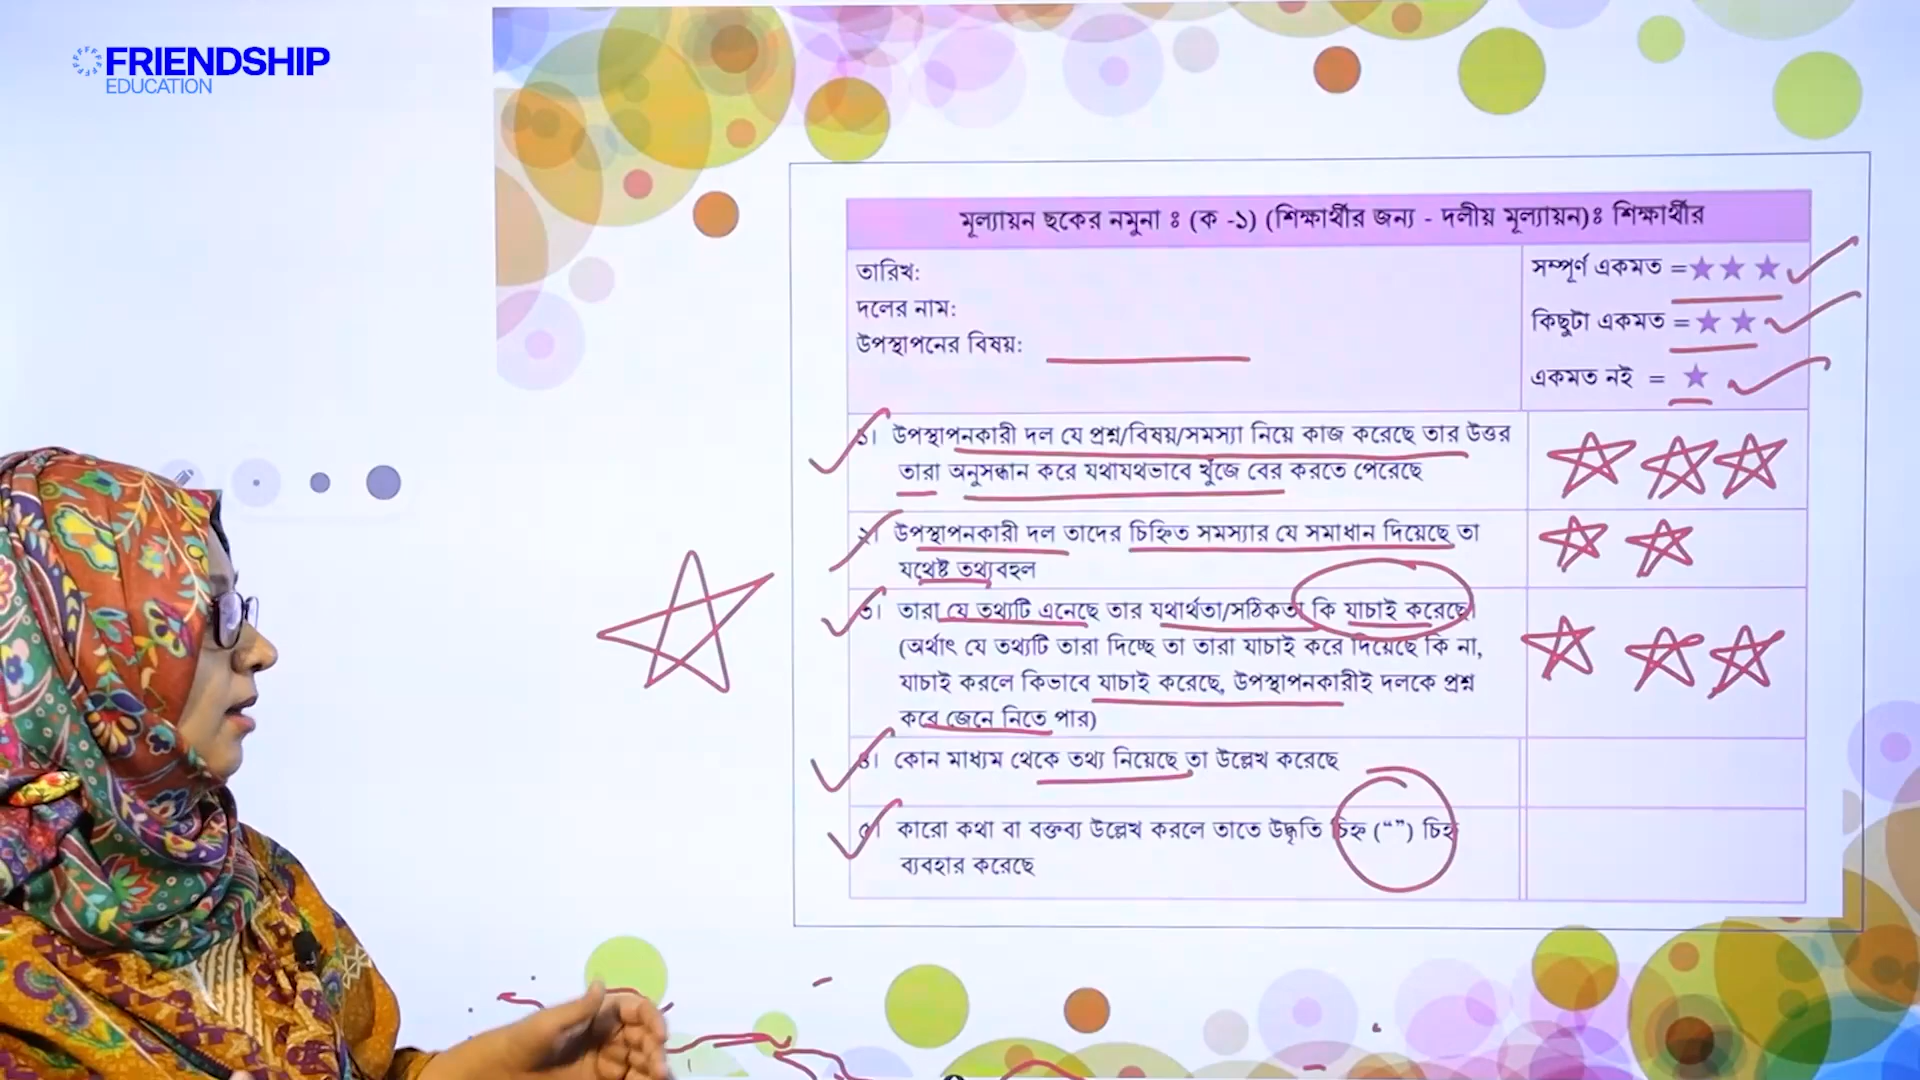 FRIENDSHIP
EDUCATION
মূল্যায়ন ছকের নমুনা ঃ (ক -১) (শিক্ষার্থীর জন্য - দলীয় মূল্যায়ন)ঃ শিক্ষার্থীর
তারিখ:
দলের নাম:
উপস্থাপনের বিষয়:
সম্পূর্ণ একমত =★★★
কিছুটা একমত =★★
একমত নই = ★
১। উপস্থাপনকারী দল যে প্রশ্ন/বিষয়/সমস্যা নিয়ে কাজ করেছে তার উত্তর
তারা অনুসন্ধান করে যথাযথভাবে খুঁজে বের করতে পেরেছে
২। উপস্থাপনকারী দল তাদের চিহ্নিত সমস্যার যে সমাধান দিয়েছে তা
যথেষ্ট তথ্যবহুল
৩। তারা যে তথ্যটি এনেছে তার যথার্থতা/সঠিকতা কি যাচাই করেছে।
(অর্থাৎ যে তথ্যটি তারা দিচ্ছে তা তারা যাচাই করে দিয়েছে কি না,
যাচাই করলে কিভাবে যাচাই করেছে, উপস্থাপনকারীই দলকে প্রশ্ন
করে জেনে নিতে পার)
৪। কোন মাধ্যম থেকে তথ্য নিয়েছে তা উল্লেখ করেছে
৫। কারো কথা বা বক্তব্য উল্লেখ করলে তাতে উদ্ধৃতি চিহ্ন (“”) চিহ্ন
ব্যবহার করেছে